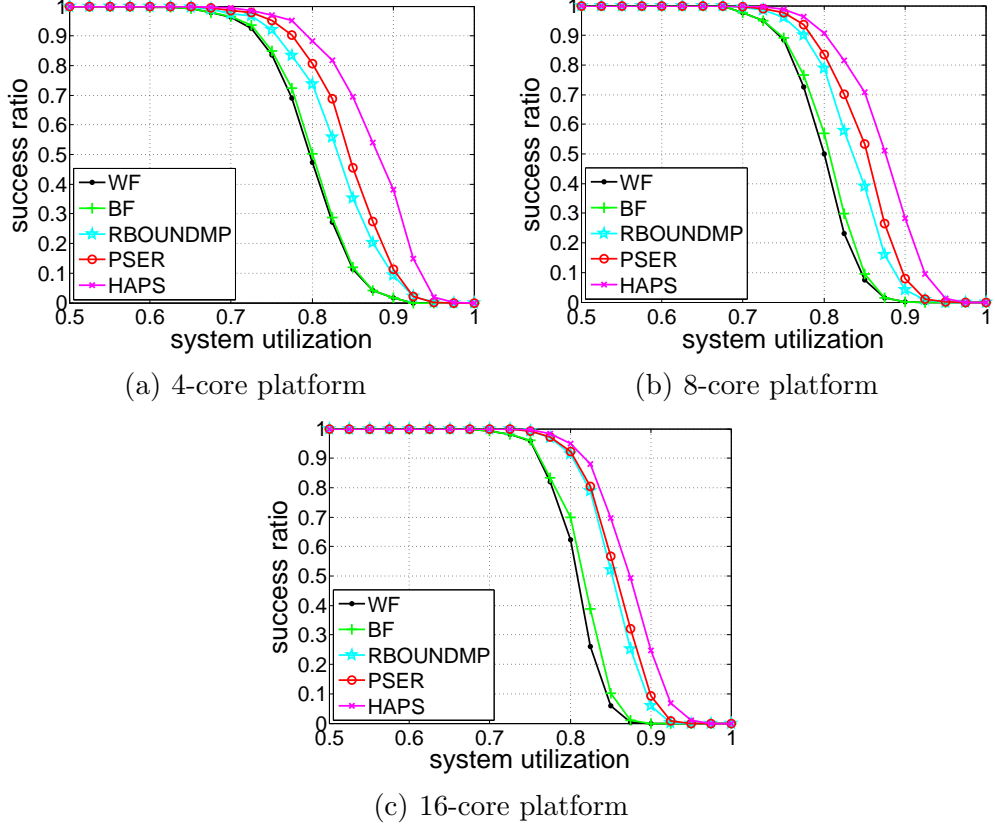 1
0.9
0.8
0.7
0.6
0.5
0.4
0.3
0.2
0.1
0
success ratio
WF
BF
RBOUNDMP
PSER
HAPS
0.5 0.6 0.7 0.8 0.9 1
system utilization
(a) 4-core platform
1
0.9
0.8
0.7
0.6
0.5
0.4
0.3
0.2
0.1
0
success ratio
WF
BF
RBOUNDMP
PSER
HAPS
0.5 0.6 0.7 0.8 0.9 1
system utilization
(b) 8-core platform
1
0.9
0.8
0.7
0.6
0.5
0.4
0.3
0.2
0.1
0
success ratio
WF
BF
RBOUNDMP
PSER
HAPS
0.5 0.6 0.7 0.8 0.9 1
system utilization
(c) 16-core platform